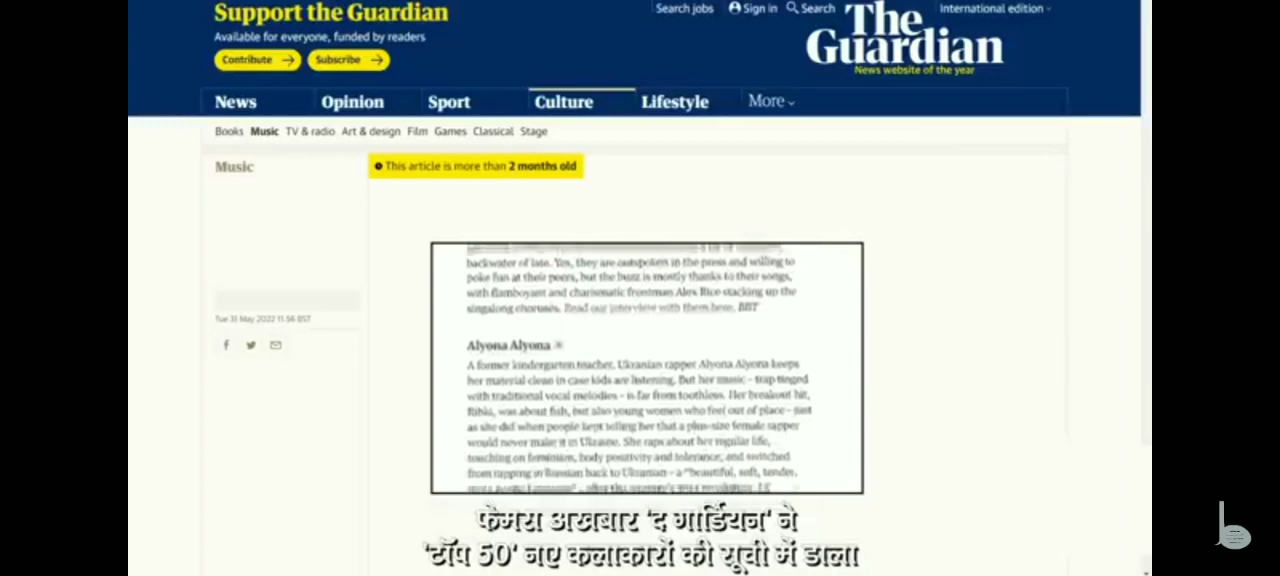 Support the Guardian
Available for everyone, funded by readers
Contribute →
Subscribe →
Search jobs
Sign in
Search
International edition
The
Guardian
News website of the year
News Opinion Sport Culture Lifestyle More
Books Music TV & radio Art & design Film Games Classical Stage
Music
This article is more than 2 months old
Tue 31 May 2022 11.56 BST
backwater of late. Yes, they are outspoken in the press and willing to
poke fun at their peers, but the buzz is mostly thanks to their songs,
with flamboyant and charismatic frontman Alex Rice stacking up the
singalong choruses. Read our interview with them here. BBT
Alyona Alyona
A former kindergarten teacher, Ukranian rapper Alyona Alyona keeps
her material clean in case kids are listening. But her music – trap-tinged
with traditional vocal melodies – is far from toothless. Her breakout hit,
Ribki, was about fish, but also young women who feel out of place – just
as she did when people kept telling her that a plus-size female rapper
would never make it in Ukraine. She raps about her regular life,
touching on feminism, body positivity and tolerance, and switched
from rapping in Russian back to Ukranian – a "beautiful, soft, tender,
फेमस अखबार 'द गार्डियन' ने
'टॉप 50' नए कलाकारों की सूची में डाला
b